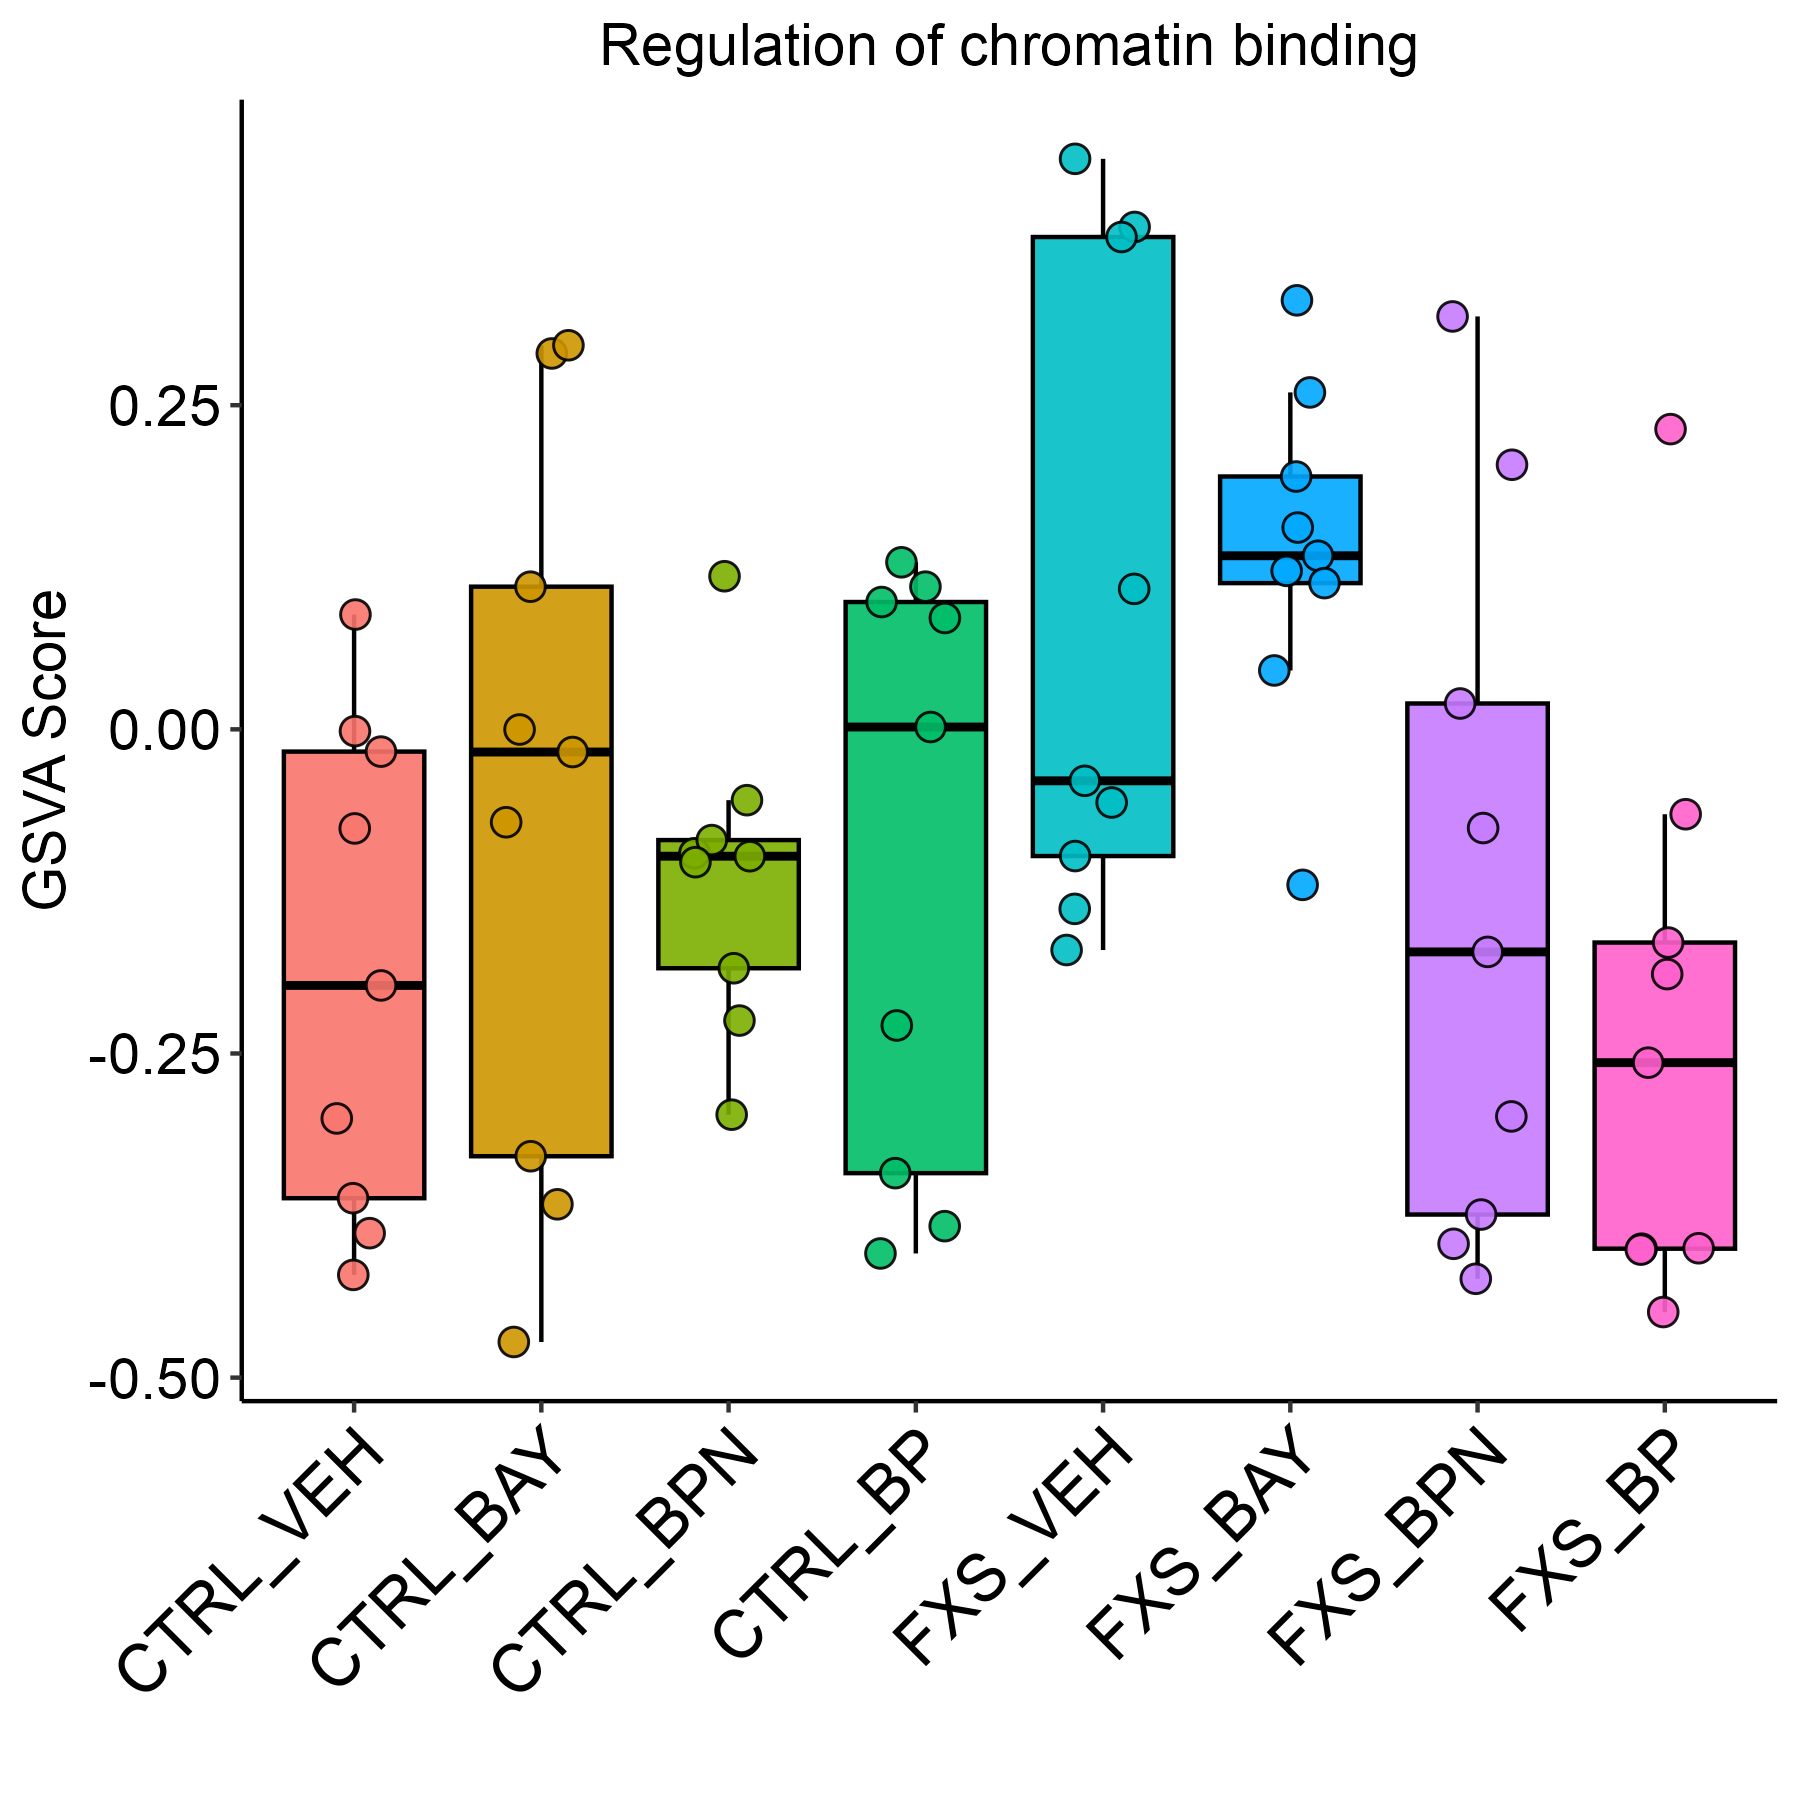 Regulation of chromatin binding
GSVA Score
0.25
0.00
-0.25
-0.50
CTRL_VEH
CTRL_BAY
CTRL_BPN
CTRL_BP
FXS_VEH
FXS_BAY
FXS_BPN
FXS_BP